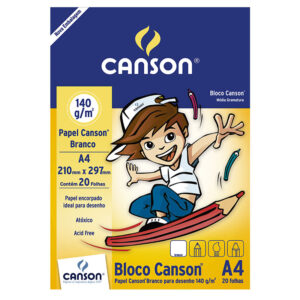 Nova Embalagem
CANSON®
Bloco Canson®
Média Gramatura
140
g/m²
Papel Canson®
Branco
A4
210mm x 297mm
Contém 20 Folhas
Papel encorpado
ideal para desenho
Atóxico
Acid Free
CANSON®
Bloco Canson®
Papel Canson® Branco para desenho 140 g/m²
A4
20 folhas